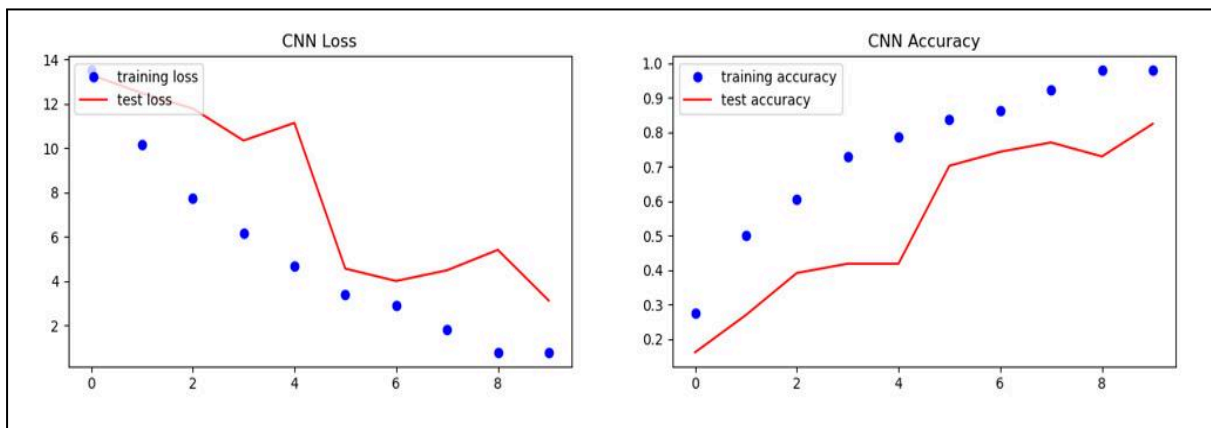 CNN Loss
14
12
10
8
6
4
2
0 2 4 6 8
training loss
test loss
CNN Accuracy
1.0
0.9
0.8
0.7
0.6
0.5
0.4
0.3
0.2
0 2 4 6 8
training accuracy
test accuracy